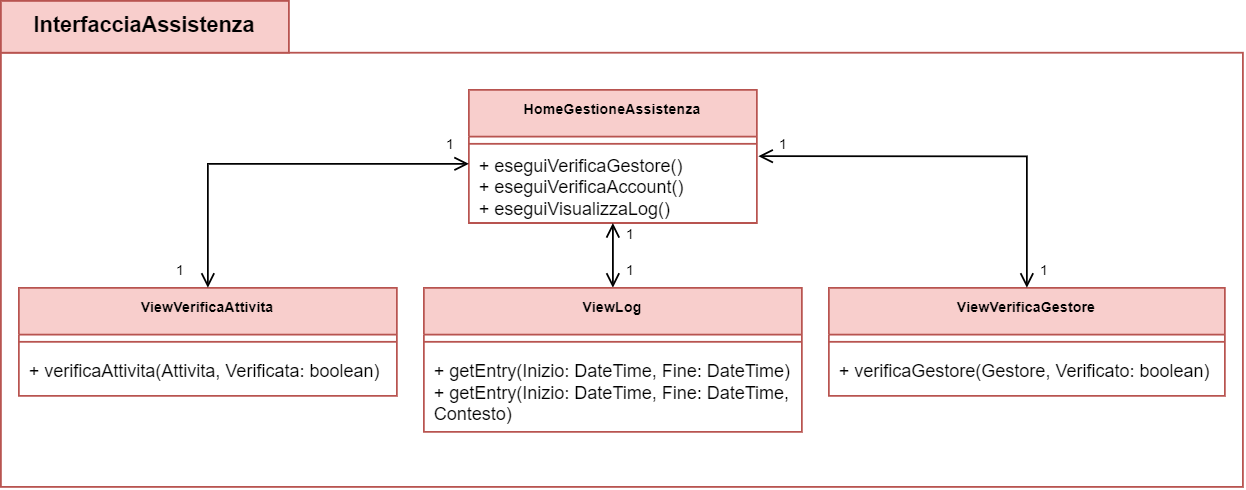 InterfacciaAssistenza
HomeGestioneAssistenza
1
1
+ eseguiVerificaGestore()
+ eseguiVerificaAccount()
+ eseguiVisualizzaLog()
1
1
1
1
ViewVerificaAttivita
+ verificaAttivita(Attivita, Verificata: boolean)
ViewLog
+ getEntry(Inizio: DateTime, Fine: DateTime)
+ getEntry(Inizio: DateTime, Fine: DateTime,
Contesto)
ViewVerificaGestore
+ verificaGestore(Gestore, Verificato: boolean)